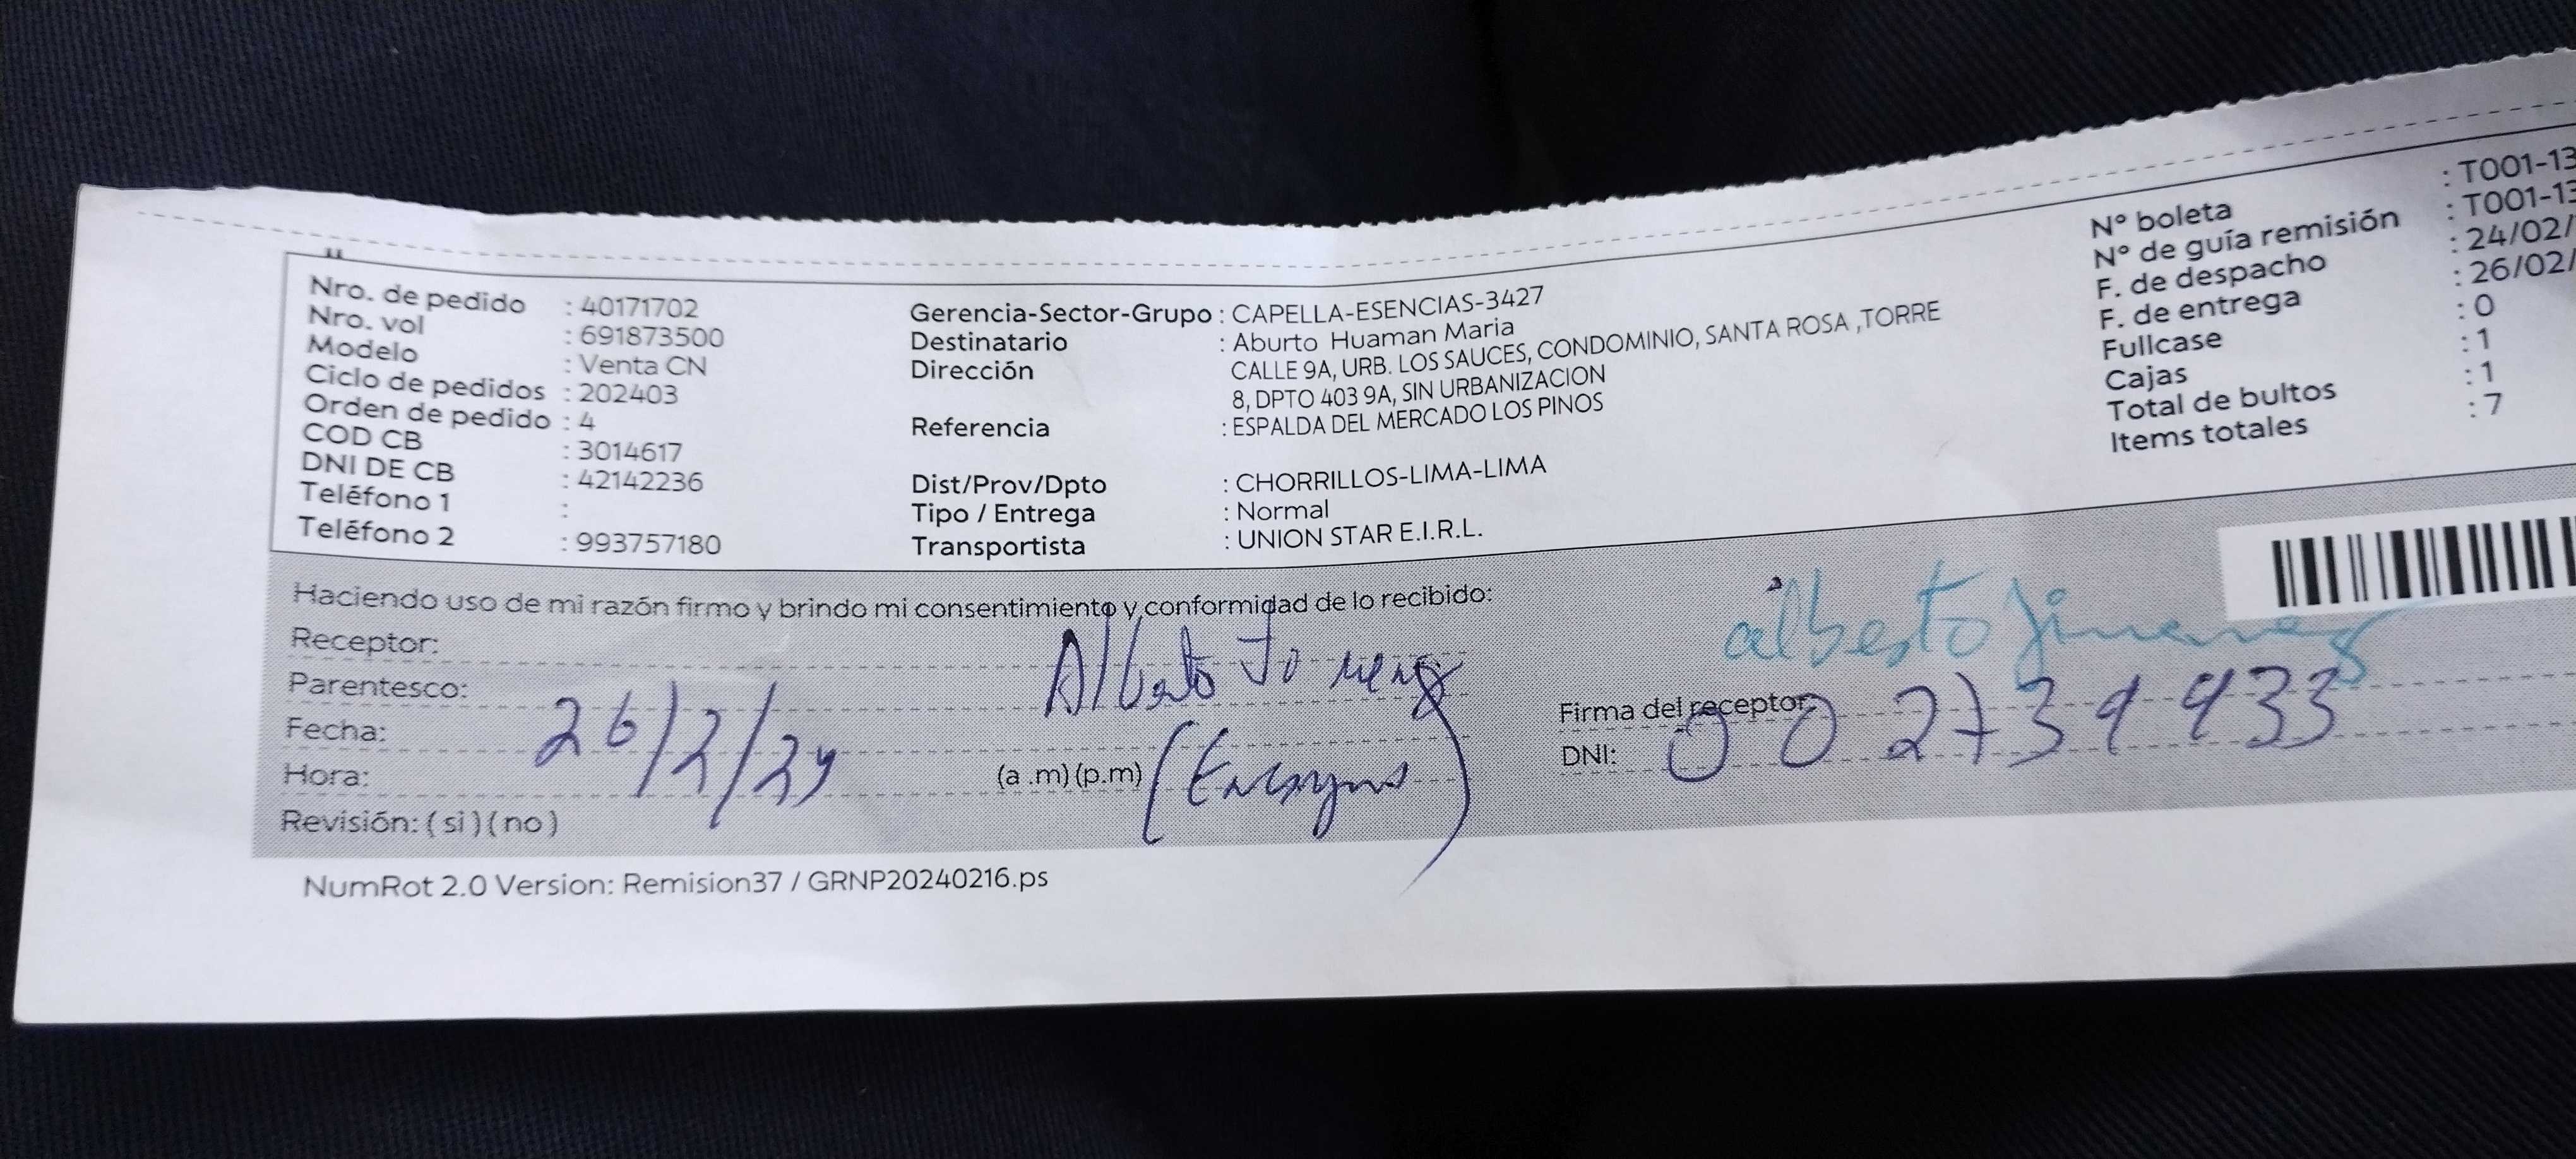 Nro. de pedido : 40171702
Nro. vol : 691873500
Modelo : Venta CN
Ciclo de pedidos : 202403
Orden de pedido : 4
COD CB : 3014617
DNI DE CB : 42142236
Teléfono 1 :
Teléfono 2 : 993757180
Gerencia-Sector-Grupo : CAPELLA-ESENCIAS-3427
Destinatario : Aburto Huaman Maria
Dirección CALLE 9A, URB. LOS SAUCES, CONDOMINIO, SANTA ROSA ,TORRE
8, DPTO 403 9A, SIN URBANIZACION
Referencia : ESPALDA DEL MERCADO LOS PINOS
Dist/Prov/Dpto : CHORRILLOS-LIMA-LIMA
Tipo / Entrega : Normal
Transportista : UNION STAR E.I.R.L.
N° boleta : T001-13
N° de guía remisión : T001-13
F. de despacho : 24/02/
F. de entrega : 26/02/
Fullcase : 0
Cajas : 1
Total de bultos : 1
Items totales : 7
Haciendo uso de mi razón firmo y brindo mi consentimiento y conformidad de lo recibido:
Receptor: Alberto
Parentesco:
Fecha: 26/2/24
Hora: (a .m) (p.m)
Revisión: ( si ) ( no )
alberto jimenez
Firma del receptor:
DNI:
NumRot 2.0 Version: Remision37 / GRNP20240216.ps